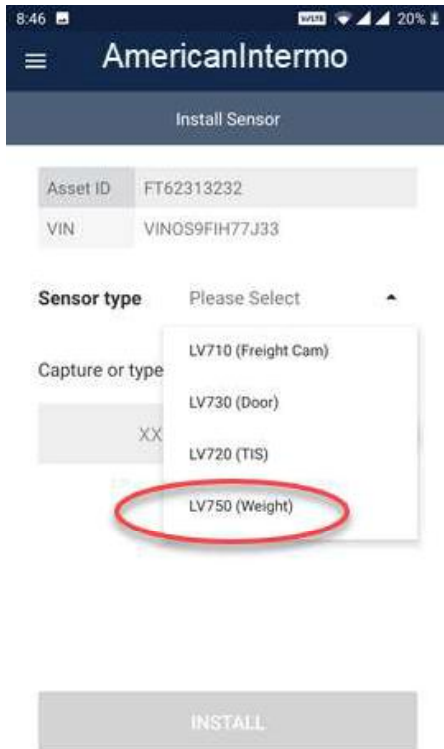 8:46 VoLTE 20%
AmericanIntermo
Install Sensor
Asset ID FT62313232
VIN VINOS9FIH77J33
Sensor type Please Select
LV710 (Freight Cam)
Capture or type
LV730 (Door)
XX
LV720 (TIS)
LV750 (Weight)
INSTALL